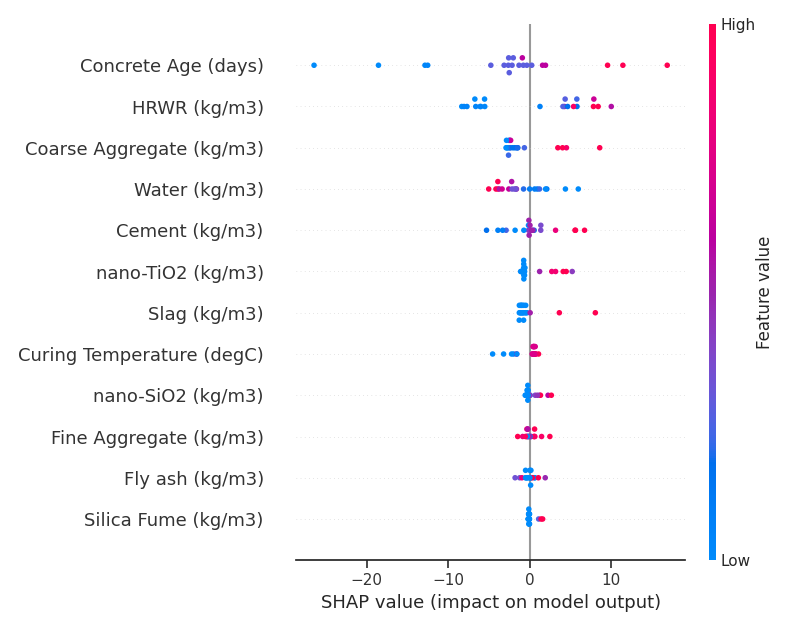 High
Concrete Age (days)
HRWR (kg/m3)
Coarse Aggregate (kg/m3)
Water (kg/m3)
Cement (kg/m3)
nano-TiO2 (kg/m3)
Slag (kg/m3)
Curing Temperature (degC)
nano-SiO2 (kg/m3)
Fine Aggregate (kg/m3)
Fly ash (kg/m3)
Silica Fume (kg/m3)
Feature value
Low
−20 −10 0 10
SHAP value (impact on model output)